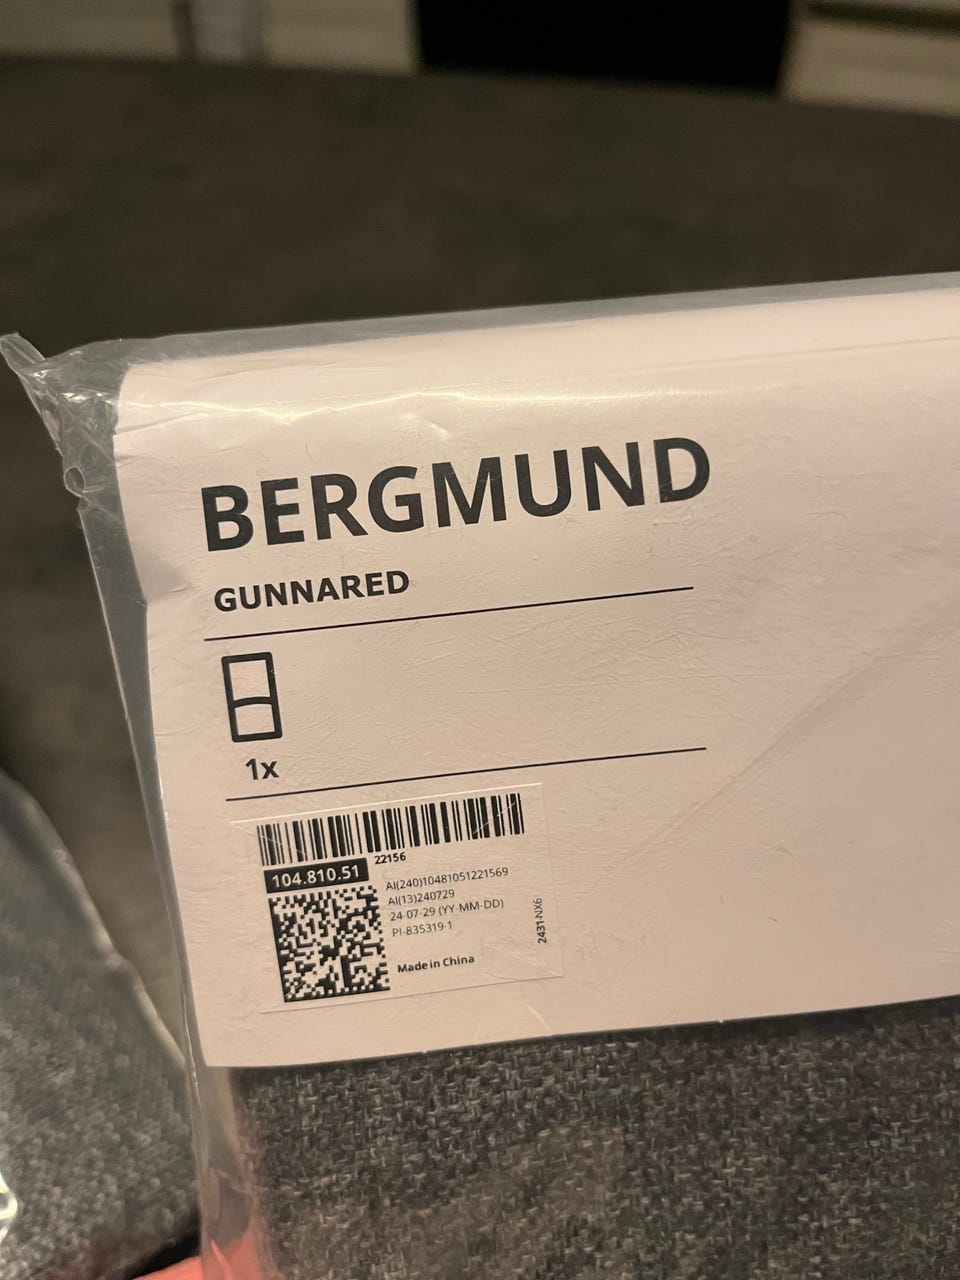 BERGMUND
GUNNARED
1x
22156
104.810.51
AI(240)10481051221569
AI(13)240729
24-07-29 (YY-MM-DD)
PI-835319-1
2431-NX6
Made in China